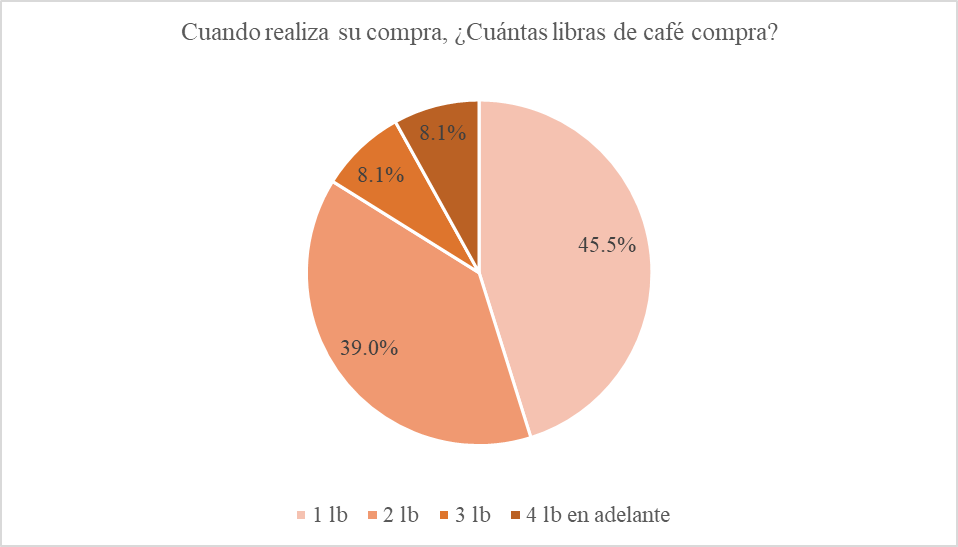 Cuando realiza su compra, ¿Cuántas libras de café compra?
8.1%
8.1%
45.5%
39.0%
1 lb 2 lb 3 lb 4 lb en adelante